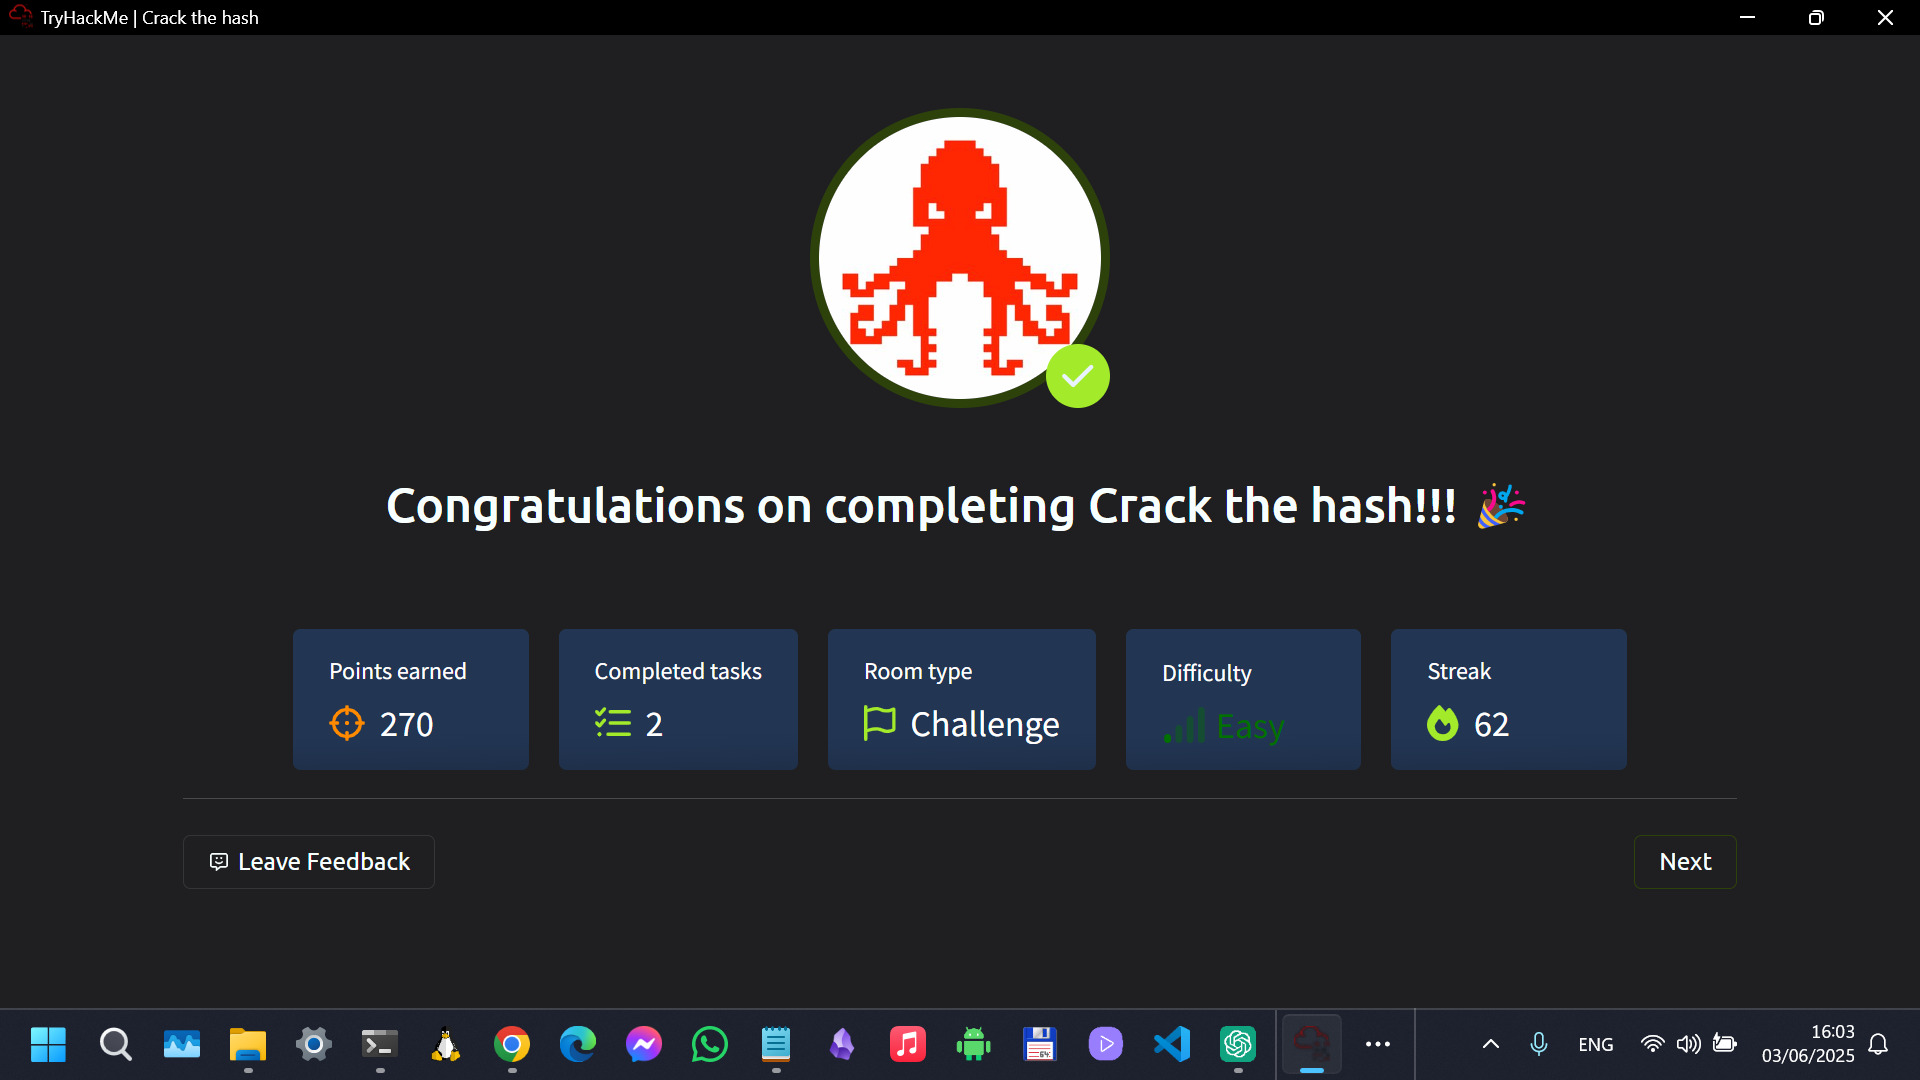 TryHackMe | Crack the hash
Congratulations on completing Crack the hash!!! 🎉
Points earned
270
Completed tasks
2
Room type
Challenge
Difficulty
Easy
Streak
62
Leave Feedback
Next
64
ENG
16:03
03/06/2025